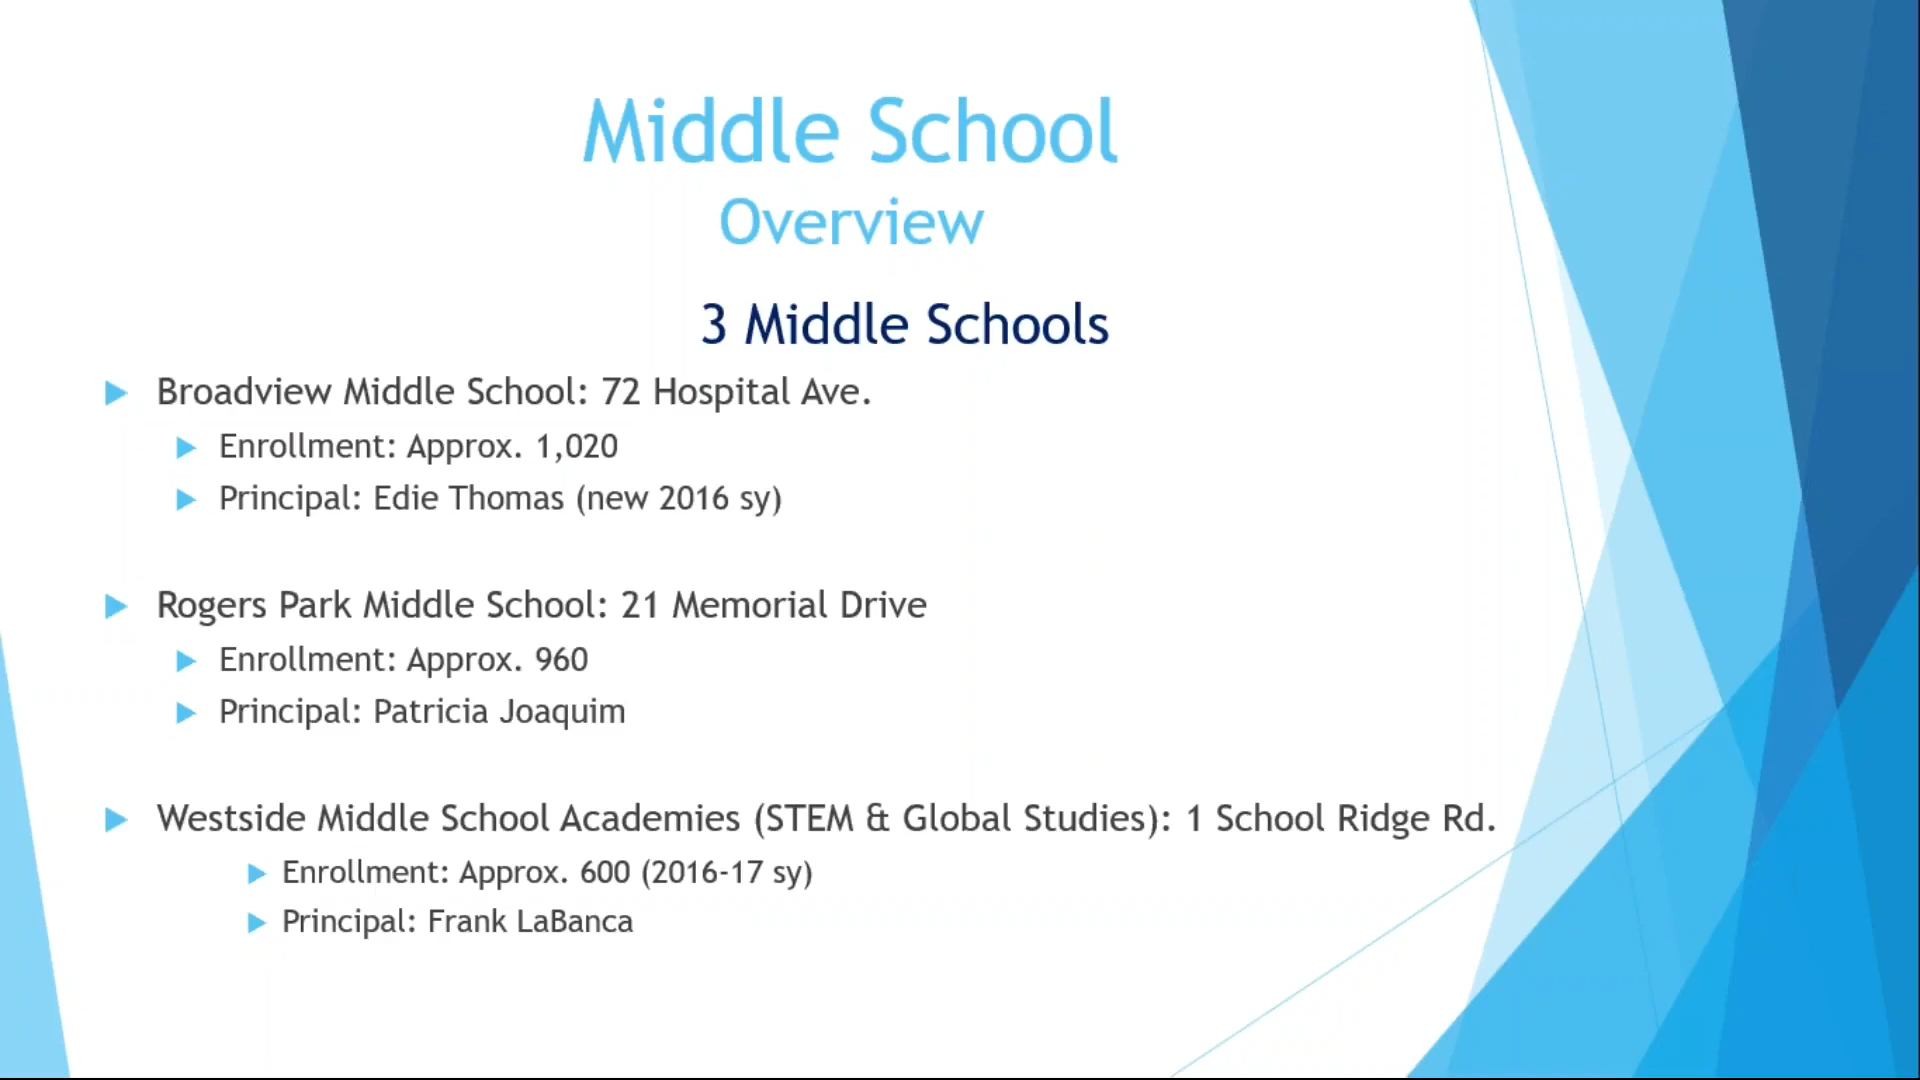 Middle School
Overview
3 Middle Schools
Broadview Middle School: 72 Hospital Ave.
Enrollment: Approx. 1,020
Principal: Edie Thomas (new 2016 sy)
Rogers Park Middle School: 21 Memorial Drive
Enrollment: Approx. 960
Principal: Patricia Joaquim
Westside Middle School Academies (STEM & Global Studies): 1 School Ridge Rd.
Enrollment: Approx. 600 (2016-17 sy)
Principal: Frank LaBanca